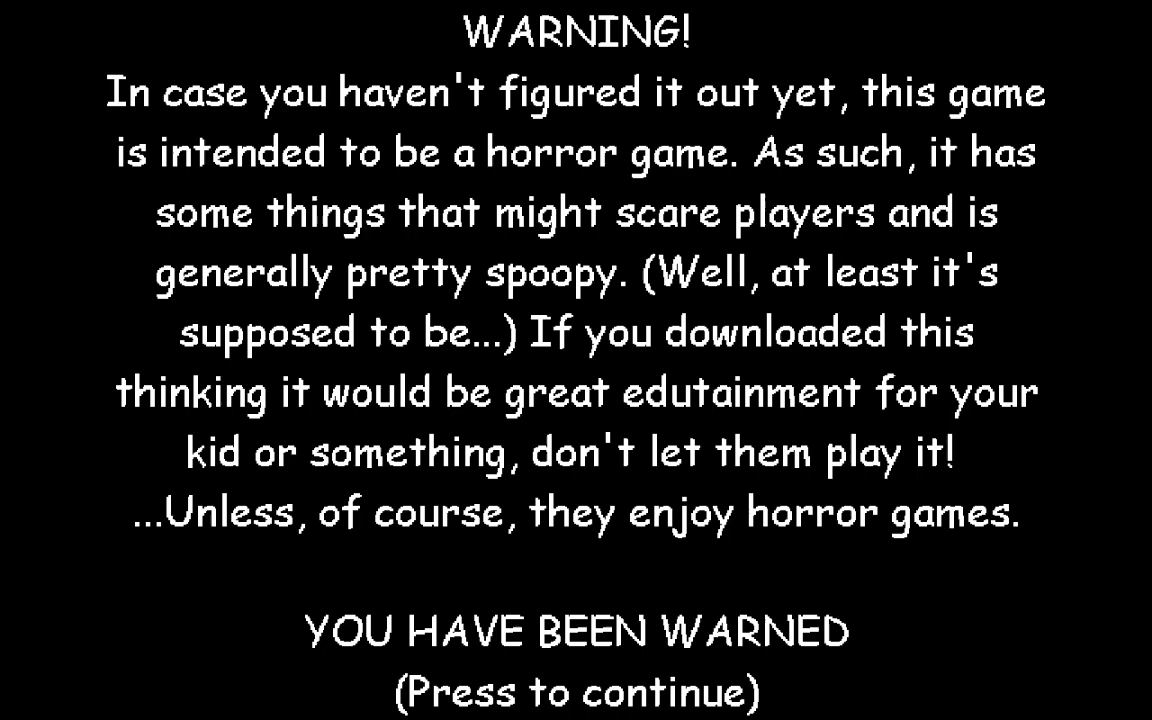 WARNING!
In case you haven't figured it out yet, this game
is intended to be a horror game. As such, it has
some things that might scare players and is
generally pretty spoopy. (Well, at least it's
supposed to be...) If you downloaded this
thinking it would be great edutainment for your
kid or something, don't let them play it!
...Unless, of course, they enjoy horror games.
YOU HAVE BEEN WARNED
(Press to continue)